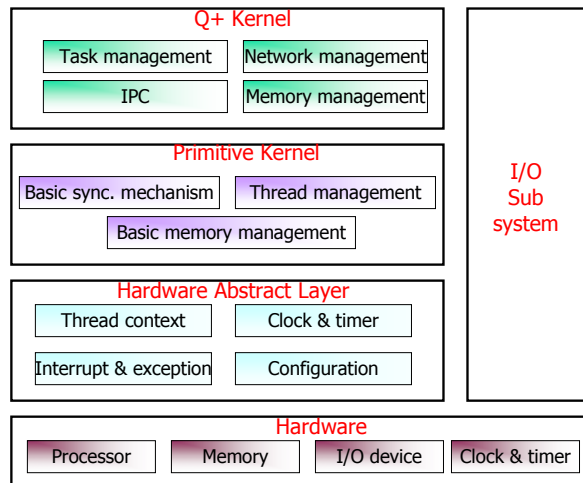 Q+ Kernel
Task management
Network management
IPC
Memory management
Primitive Kernel
Basic sync. mechanism
Thread management
Basic memory management
Hardware Abstract Layer
Thread context
Clock & timer
Interrupt & exception
Configuration
I/O
Sub
system
Hardware
Processor
Memory
I/O device
Clock & timer